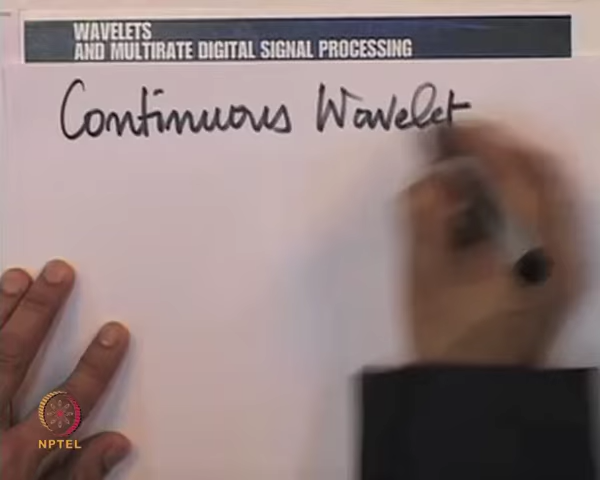 WAVELETS
AND MULTIRATE DIGITAL SIGNAL PROCESSING
Continuous Wavelet
NPTEL